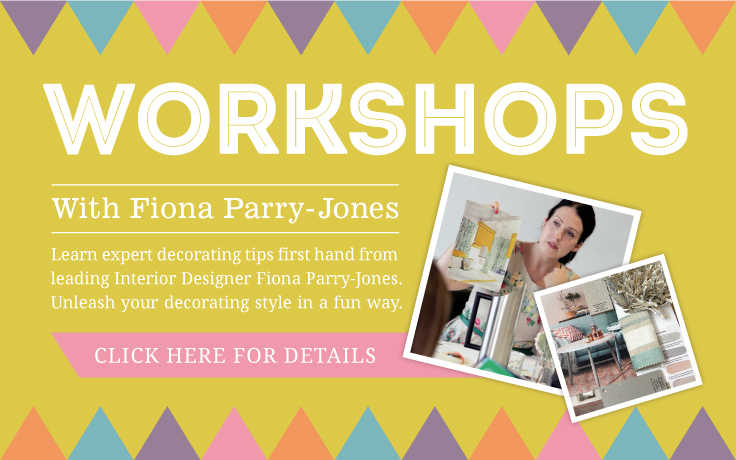 WORKSHOPS
With Fiona Parry-Jones
Learn expert decorating tips first hand from
leading Interior Designer Fiona Parry-Jones.
Unleash your decorating style in a fun way.
CLICK HERE FOR DETAILS